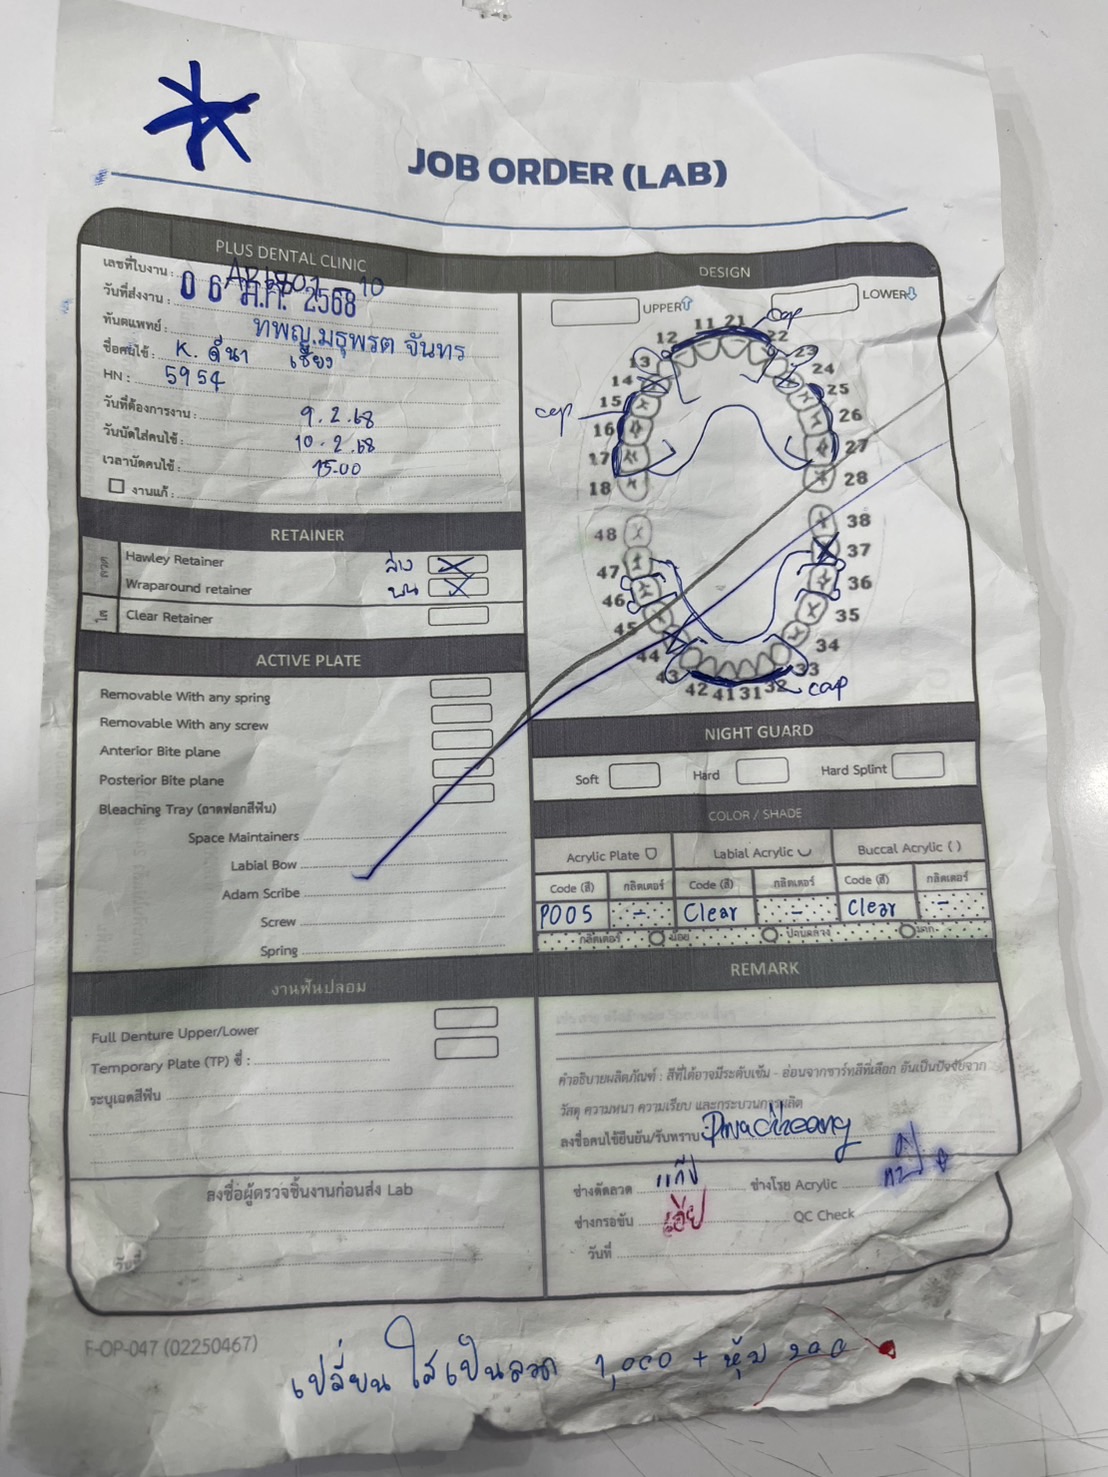 JOB ORDER (LAB)
PLUS DENTAL CLINIC
เลขที่ใบงาน :
วันที่ส่งงาน : 06 ม.ค. 2568
ทันตแพทย์ : ทพญ.มธุพรต จันทร
ชื่อคนไข้ : K. ดีนา เชียง
HN : 5954
วันที่ต้องการงาน : 9.2.68
วันนัดใส่คนไข้ : 10.2.68
เวลานัดคนไข้ : 15.00
งานแก้ :
RETAINER
ลวด
Hawley Retainer ล่าง
Wraparound retainer บน
ใส
Clear Retainer
ACTIVE PLATE
Removable With any spring
Removable With any screw
Anterior Bite plane
Posterior Bite plane
Bleaching Tray (ถาดฟอกสีฟัน)
Space Maintainers
Labial Bow
Adam Scribe
Screw
Spring
งานฟันปลอม
Full Denture Upper/Lower
Temporary Plate (TP) ซี่ :
ระบุเฉดสีฟัน
ลงชื่อผู้ตรวจชิ้นงานก่อนส่ง Lab
วันที่
DESIGN
UPPER LOWER
11 21 cap
12 22
13 23
14 24
cap 15 25
16 26
17 27
18 28
48 38
47 37
46 36
45 35
44 34
43 33
42 41 31 32 cap
NIGHT GUARD
Soft Hard Hard Splint
COLOR / SHADE
Acrylic Plate Labial Acrylic Buccal Acrylic ( )
Code (สี) กลิตเตอร์ Code (สี) กลิตเตอร์ Code (สี) กลิตเตอร์
P005 - Clear - Clear -
กลิตเตอร์ น้อย ปานกลาง มาก
REMARK
คำอธิบายผลิตภัณฑ์ : สีที่ได้อาจมีระดับเข้ม - อ่อนจากชาร์ทสีที่เลือก อันเป็นปัจจัยจาก
วัสดุ ความหนา ความเรียบ และกระบวนการผลิต
ลงชื่อคนไข้ยืนยัน/รับทราบ
ช่างดัดลวด แก๊ป ช่างโรย Acrylic
ช่างกรอขัด QC Check
วันที่
F-OP-047 (02250467)
เปลี่ยน ใสเป็นลวด 1,000 + หุ้ม 200